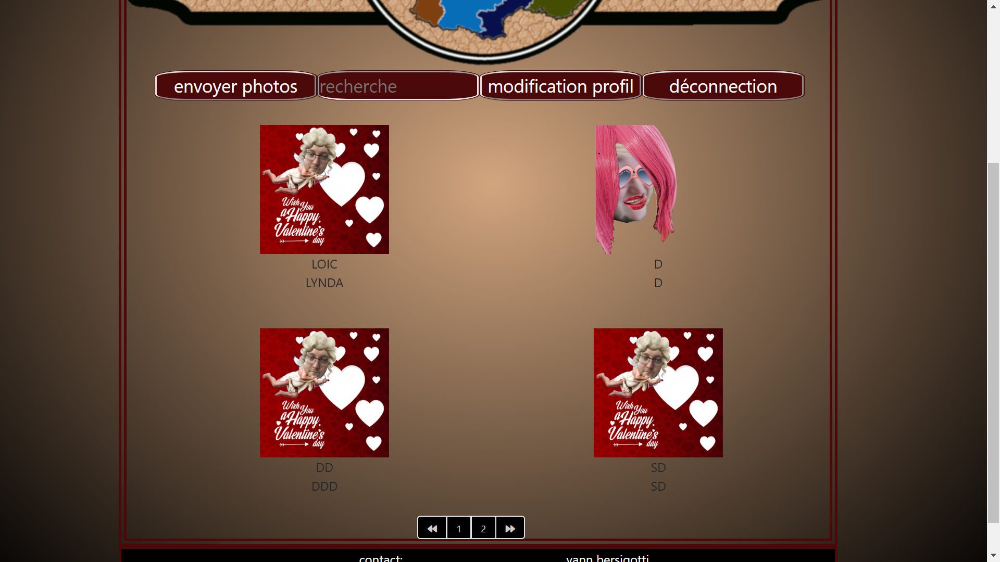 envoyer photos
recherche
modification profil
déconnection
Wish You
a Happy
Valentine's
day
LOIC
LYNDA
D
D
Wish You
a Happy
Valentine's
day
DD
DDD
Wish You
a Happy
Valentine's
day
SD
SD
1
2
contact:
yann bersigotti